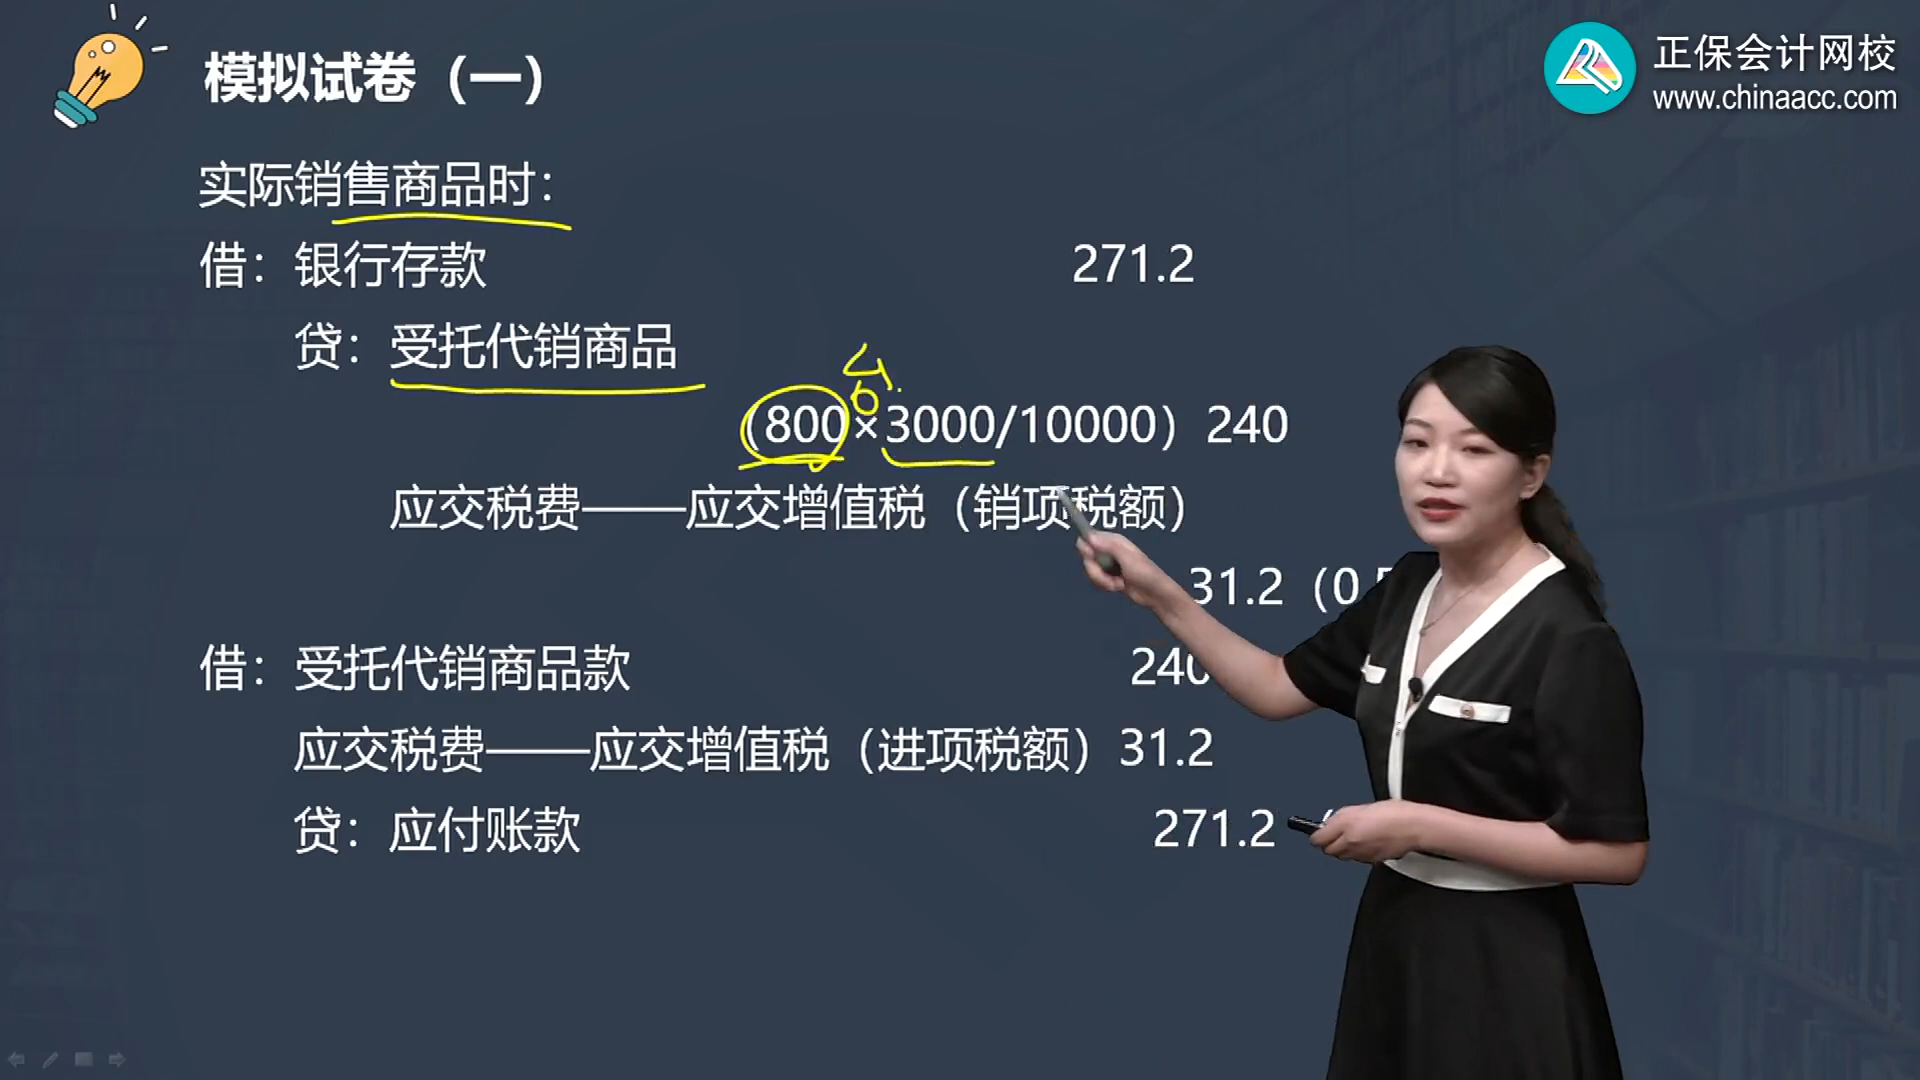 模拟试卷（一）
正保会计网校
www.chinaacc.com
实际销售商品时：
借：银行存款 271.2
贷：受托代销商品
台
（800×3000/10000）240
应交税费——应交增值税（销项税额）
31.2（0.5
借：受托代销商品款 240
应交税费——应交增值税（进项税额）31.2
贷：应付账款 271.2